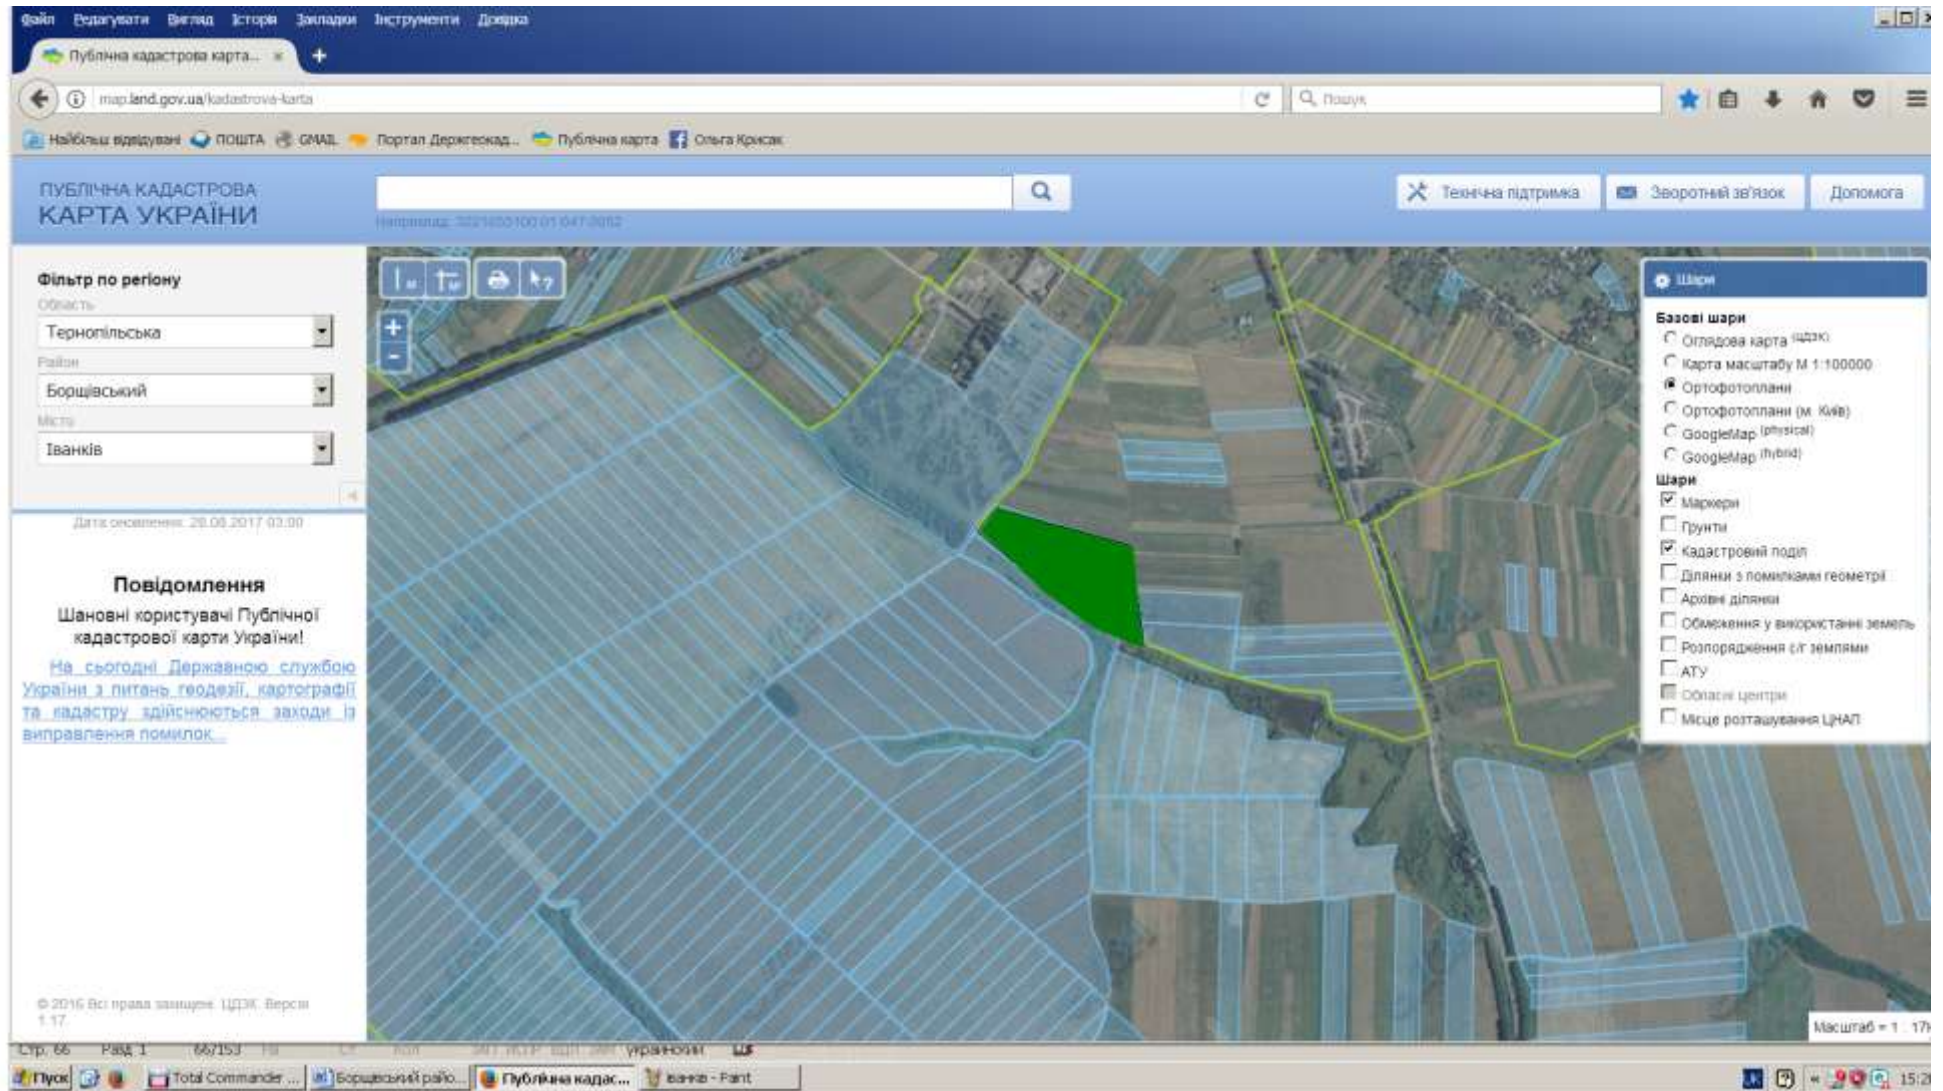 Файл Редагувати Вигляд Історія Закладки Інструменти Довідка
Публічна кадастрова карта...
map.land.gov.ua/kadastrova-karta
Пошук
Найбільш відвідувані ПОШТА GMAIL Портал Держгеокад... Публічна карта Ольга Крисак
ПУБЛІЧНА КАДАСТРОВА
КАРТА УКРАЇНИ
Технічна підтримка
Зворотний зв'язок
Допомога
Фільтр по регіону
Область
Тернопільська
Район
Борщівський
Місто
Іванків
Дата оновлення: 28.08.2017 03:00
Повідомлення
Шановні користувачі Публічної
кадастрової карти України!
На сьогодні Державною службою
України з питань геодезії, картографії
та кадастру здійснюються заходи із
виправлення помилок...
© 2016 Всі права захищені. ЦДЗК. Версія
1.17
Шари
Базові шари
Оглядова карта (ЦДЗК)
Карта масштабу М 1:100000
Ортофотоплани
Ортофотоплани (м. Київ)
GoogleMap (physical)
GoogleMap (hybrid)
Шари
Маркери
Грунти
Кадастровий поділ
Ділянки з помилками геометрії
Архівні ділянки
Обмеження у використанні земель
Розпорядження с/г землями
АТУ
Обласні центри
Місце розташування ЦНАП
Масштаб = 1 : 17
Стр. 66 Разд 1 66/153
украинский
Пуск Total Commander ... Борщівський райо... Публічна кадас... іванків - Paint